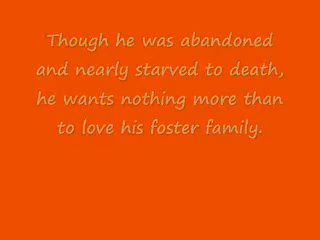 Though he was abandoned
and nearly starved to death,
he wants nothing more than
to love his foster family.